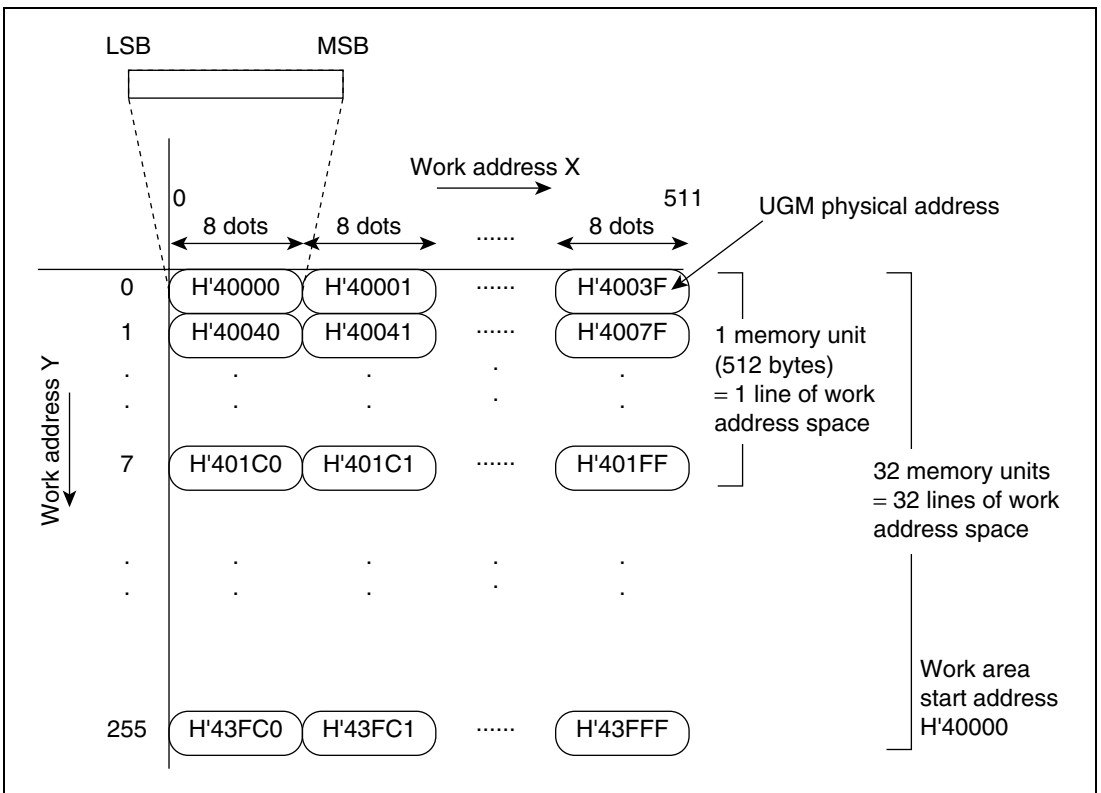 LSB MSB
Work address X
0 511
UGM physical address
8 dots 8 dots ...... 8 dots
0 H'40000 H'40001 ...... H'4003F
1 H'40040 H'40041 ...... H'4007F
. . . . .
. . . . .
7 H'401C0 H'401C1 ...... H'401FF
. . . . .
. . . . .
255 H'43FC0 H'43FC1 ...... H'43FFF
Work address Y
1 memory unit
(512 bytes)
= 1 line of work
address space
32 memory units
= 32 lines of work
address space
Work area
start address
H'40000